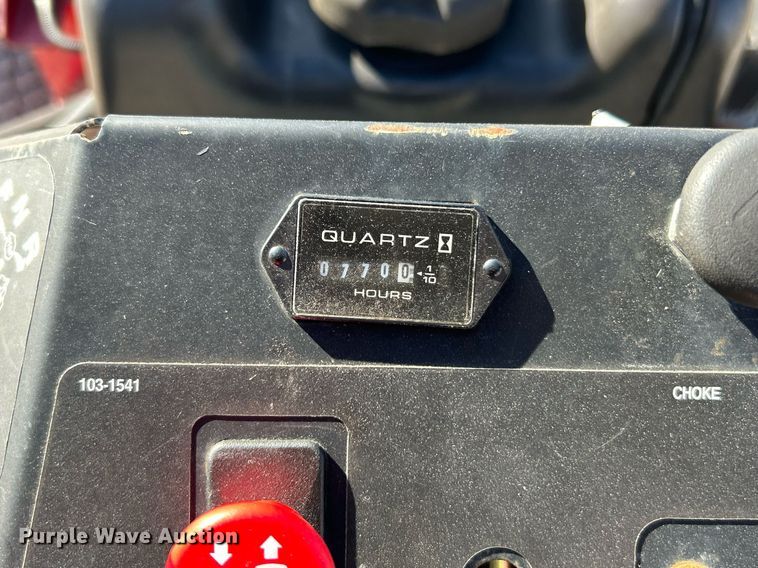 QUARTZ
07700 1/10
HOURS
103-1541
CHOKE
Purple Wave Auction